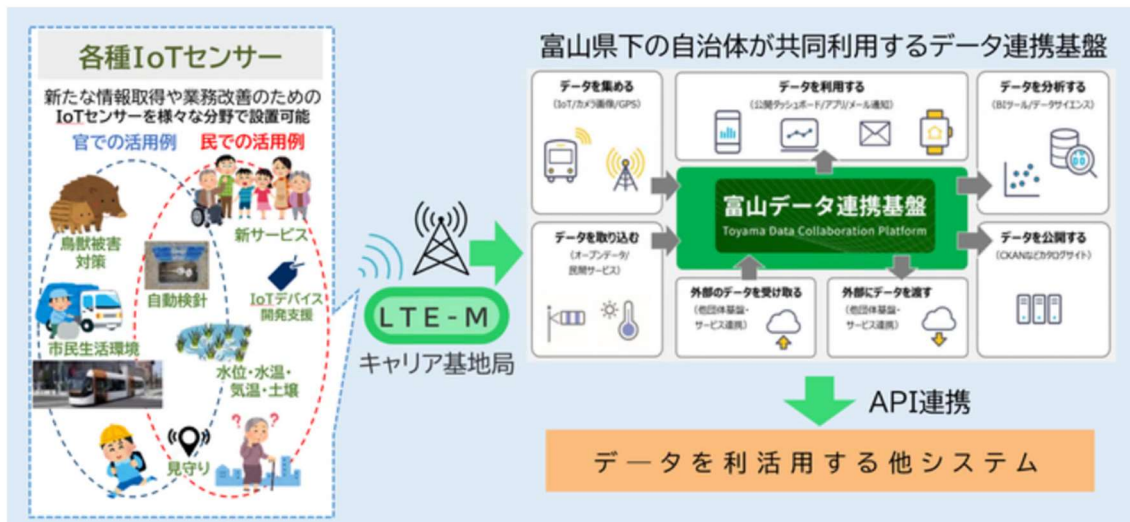 各種IoTセンサー
新たな情報取得や業務改善のための
IoTセンサーを様々な分野で設置可能
官での活用例
民での活用例
鳥獣被害
対策
新サービス
自動検針
IoTデバイス
開発支援
市民生活環境
水位・水温・
気温・土壌
?
?
見守り
LTE-M
キャリア基地局
富山県下の自治体が共同利用するデータ連携基盤
データを集める
(IoT/カメラ画像/GPS)
データを利用する
(公開ダッシュボード/アプリ/メール通知)
データを分析する
(BIツール/データサイエンス)
富山データ連携基盤
Toyama Data Collaboration Platform
データを取り込む
(オープンデータ/
民間サービス)
外部のデータを受け取る
(他団体基盤・
サービス連携)
外部にデータを渡す
(他団体基盤・
サービス連携)
データを公開する
(CKANなどカタログサイト)
API連携
データを利活用する他システム